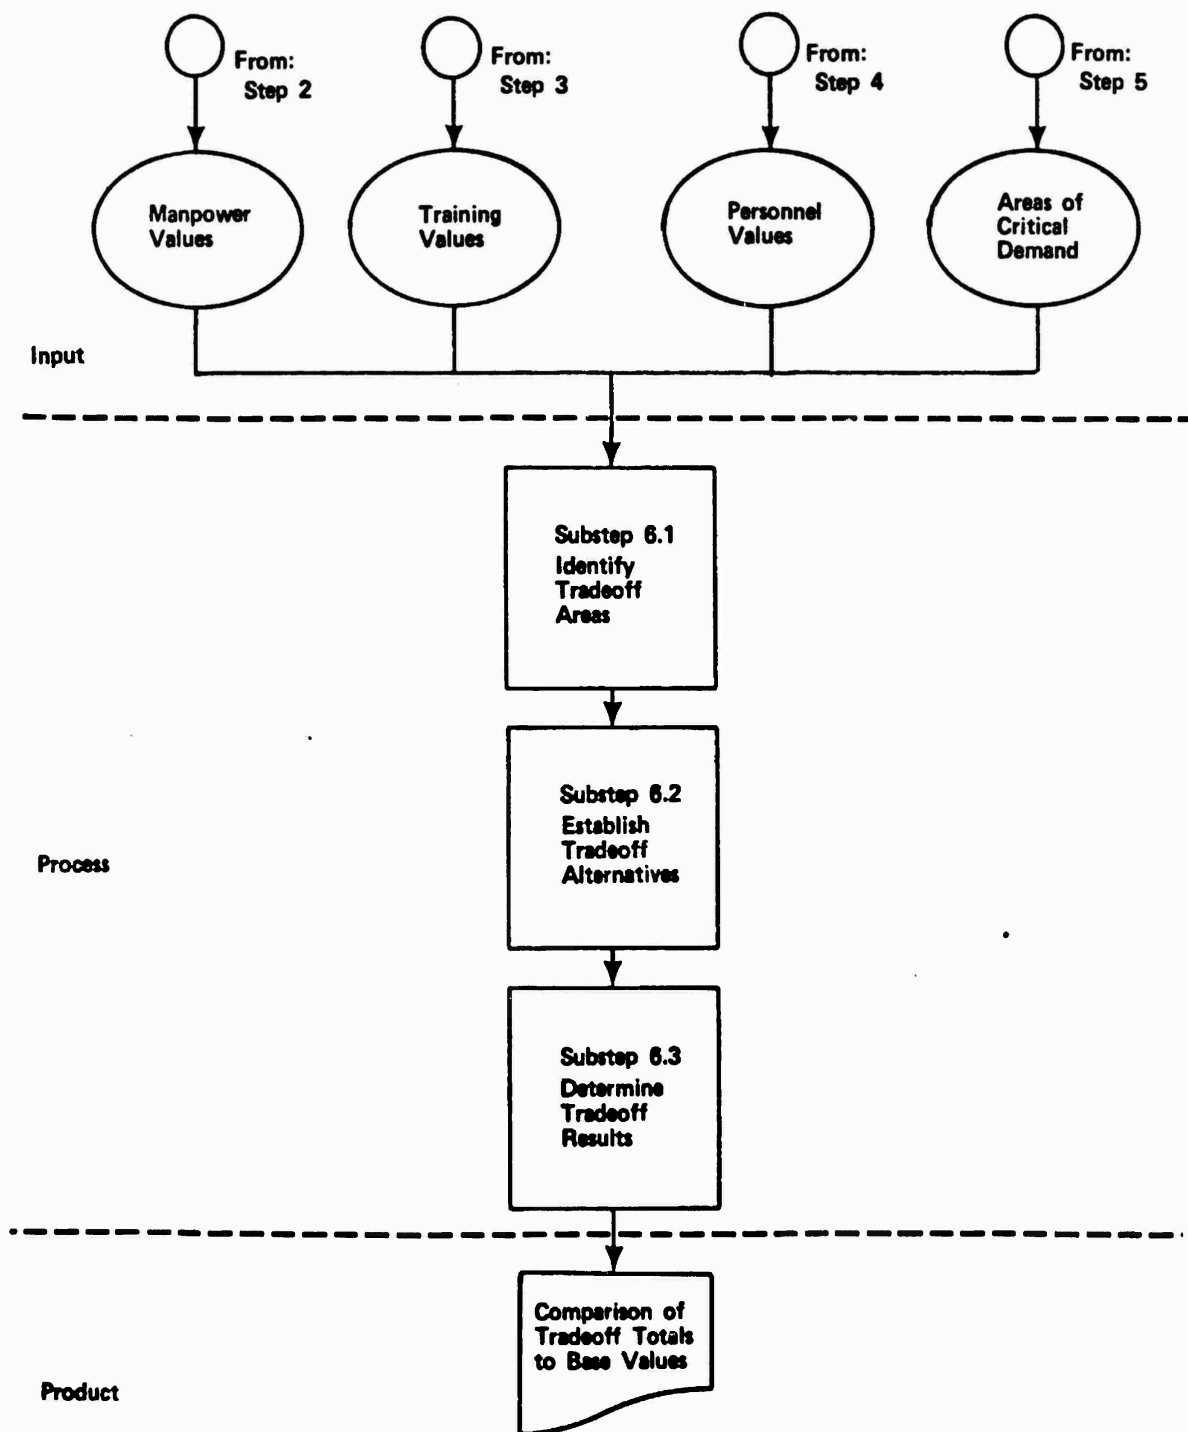 From:
Step 2
From:
Step 3
From:
Step 4
From:
Step 5
Manpower
Values
Training
Values
Personnel
Values
Areas of
Critical
Demand
Input
Substep 6.1
Identify
Tradeoff
Areas
Substep 6.2
Establish
Tradeoff
Alternatives
Process
Substep 6.3
Determine
Tradeoff
Results
Comparison of
Tradeoff Totals
to Base Values
Product